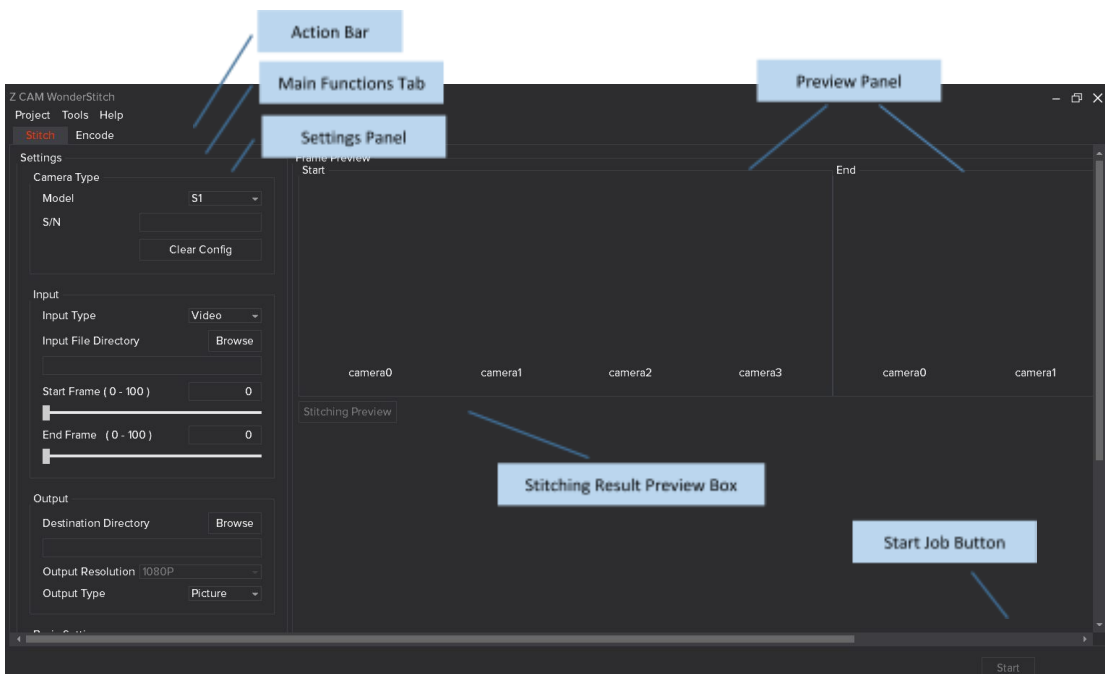 Action Bar
Main Functions Tab
Preview Panel
Z CAM WonderStitch
Project Tools Help
Settings Panel
Stitch Encode
Settings
Frame Preview
Camera Type
Start
End
Model S1
S/N
Clear Config
Input
Input Type Video
Input File Directory Browse
camera0 camera1 camera2 camera3 camera0 camera1
Start Frame ( 0 - 100 ) 0
Stitching Preview
End Frame ( 0 - 100 ) 0
Stitching Result Preview Box
Output
Destination Directory Browse
Start Job Button
Output Resolution 1080P
Output Type Picture
Start